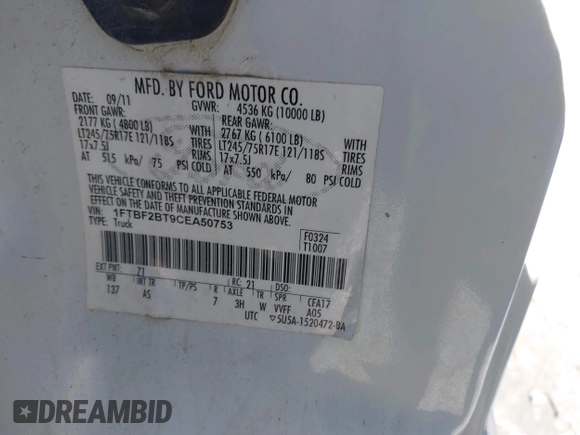 MFD. BY FORD MOTOR CO.
DATE: 09/11 GVWR: 4536 KG (10000 LB)
FRONT GAWR: REAR GAWR:
2177 KG (4800 LB) WITH 2767 KG (6100 LB) WITH
LT245/75R17E 121/118S TIRES LT245/75R17E 121/118S TIRES
17x7.5J RIMS 17x7.5J RIMS
AT 515 kPa/ 75 PSI COLD AT 550 kPa/ 80 PSI COLD
THIS VEHICLE CONFORMS TO ALL APPLICABLE FEDERAL MOTOR
VEHICLE SAFETY AND THEFT PREVENTION STANDARDS IN
EFFECT ON THE DATE OF MANUFACTURE SHOWN ABOVE.
VIN: 1FTBF2BT9CEA50753
TYPE: Truck
F0324
T1007
EXT PNT: Z1 RC: 21 DSO:
WB INT TR TP/PS R AXLE TR SPR CFA17
137 AS 7 3H W VVFF A05
UTC ▽5U5A-1520472-BA
DREAMBID